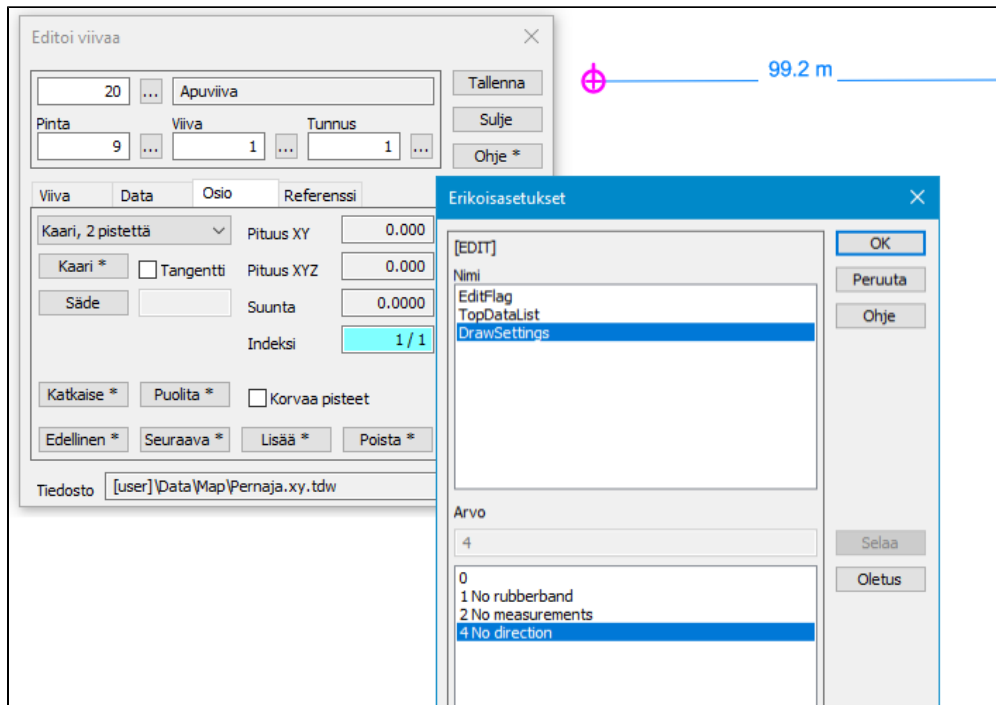 Editoi viivaa
20 ... Apuviiva
Tallenna
Pinta Viiva Tunnus
9 ... 1 ... 1 ...
Sulje
Ohje *
99.2 m
Viiva Data Osio Referenssi
Kaari, 2 pistettä
Pituus XY 0.000
Kaari * Tangentti Pituus XYZ 0.000
Säde Suunta 0.0000
Indeksi 1 / 1
Katkaise * Puolita * Korvaa pisteet
Edellinen * Seuraava * Lisää * Poista *
Tiedosto [user]\Data\Map\Pernaja.xy.tdw
Erikoisasetukset
[EDIT]
Nimi
EditFlag
TopDataList
DrawSettings
OK
Peruuta
Ohje
Arvo
4
Selaa
Oletus
0
1 No rubberband
2 No measurements
4 No direction